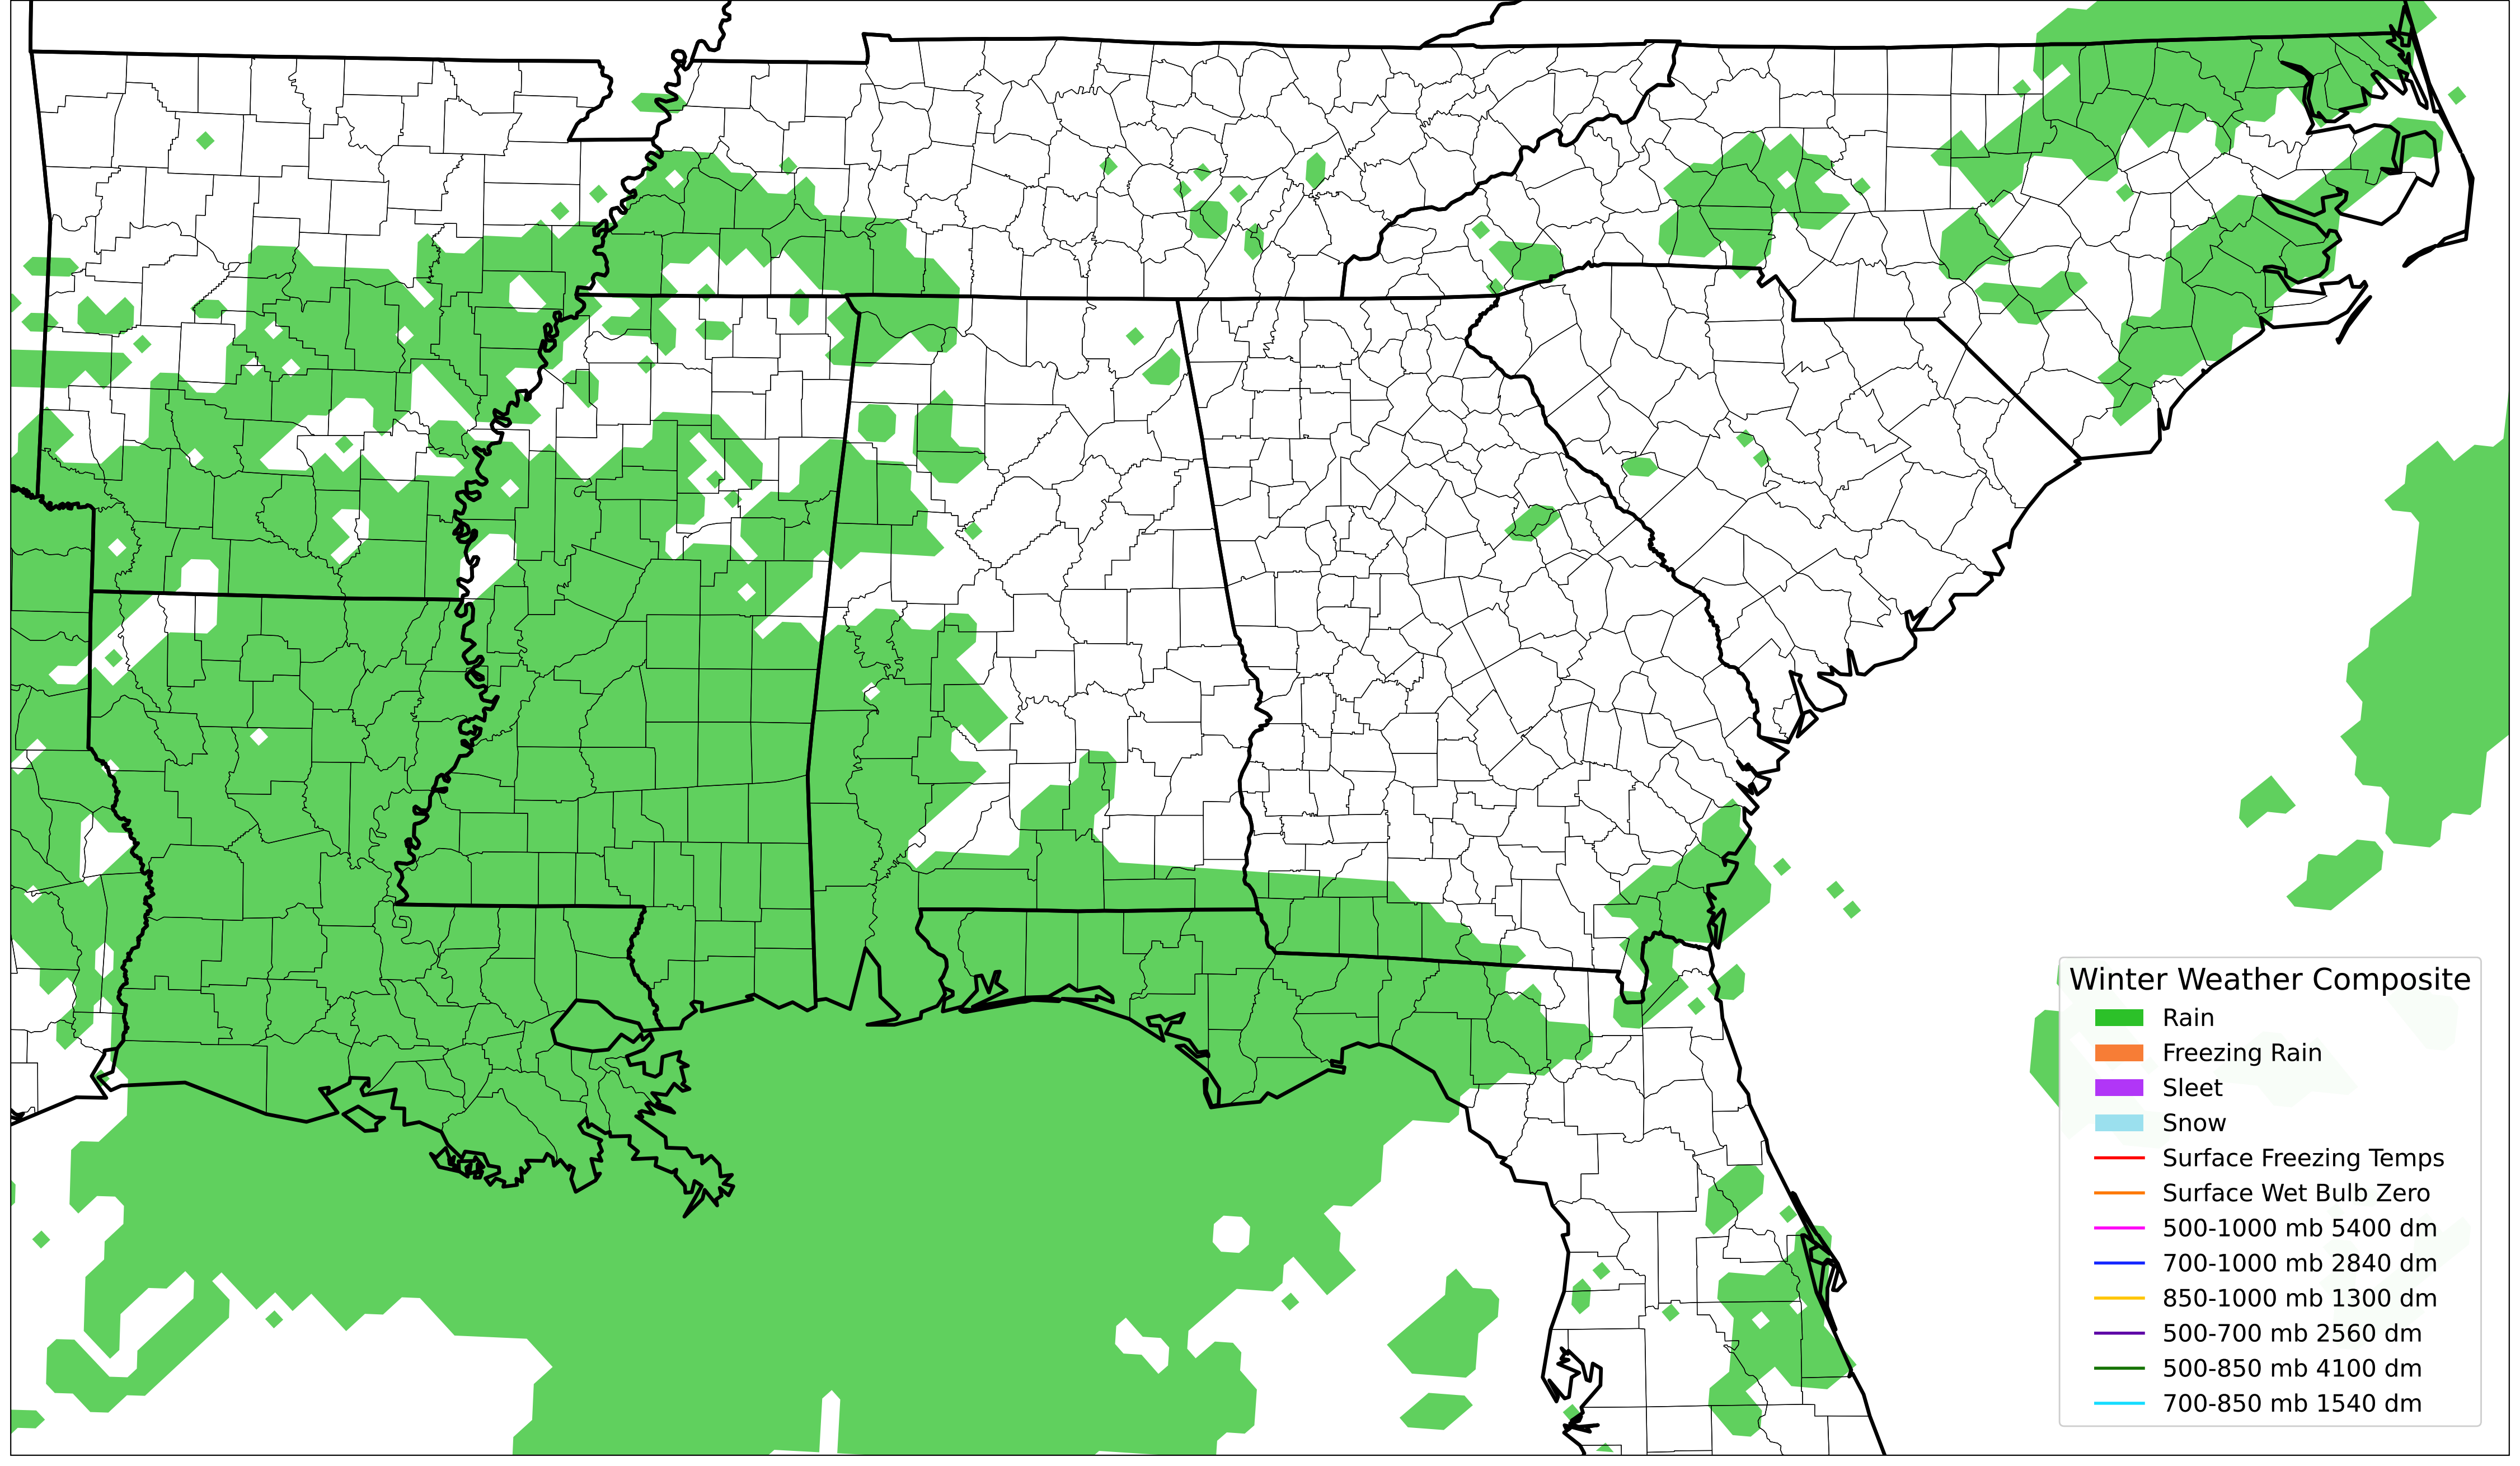 Winter Weather Composite
Rain
Freezing Rain
Sleet
Snow
Surface Freezing Temps
Surface Wet Bulb Zero
500-1000 mb 5400 dm
700-1000 mb 2840 dm
850-1000 mb 1300 dm
500-700 mb 2560 dm
500-850 mb 4100 dm
700-850 mb 1540 dm